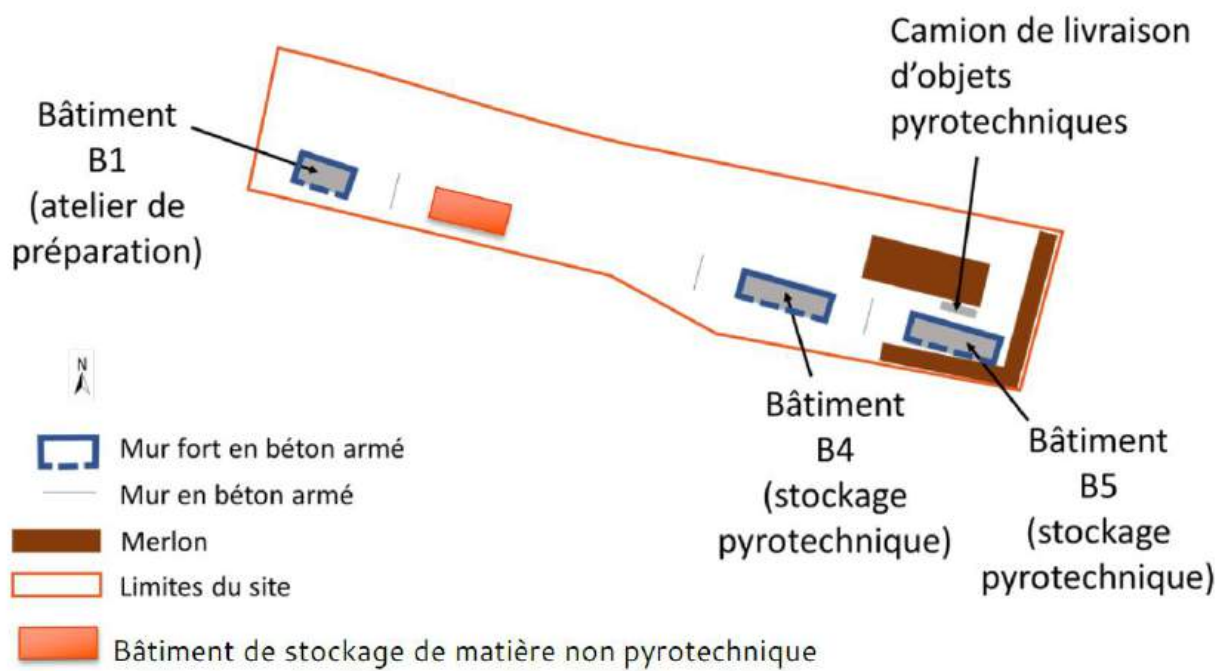 Camion de livraison
d'objets
pyrotechniques
Bâtiment
B1
(atelier de
préparation)
N
Bâtiment
B4
(stockage
pyrotechnique)
Bâtiment
B5
(stockage
pyrotechnique)
Mur fort en béton armé
Mur en béton armé
Merlon
Limites du site
Bâtiment de stockage de matière non pyrotechnique